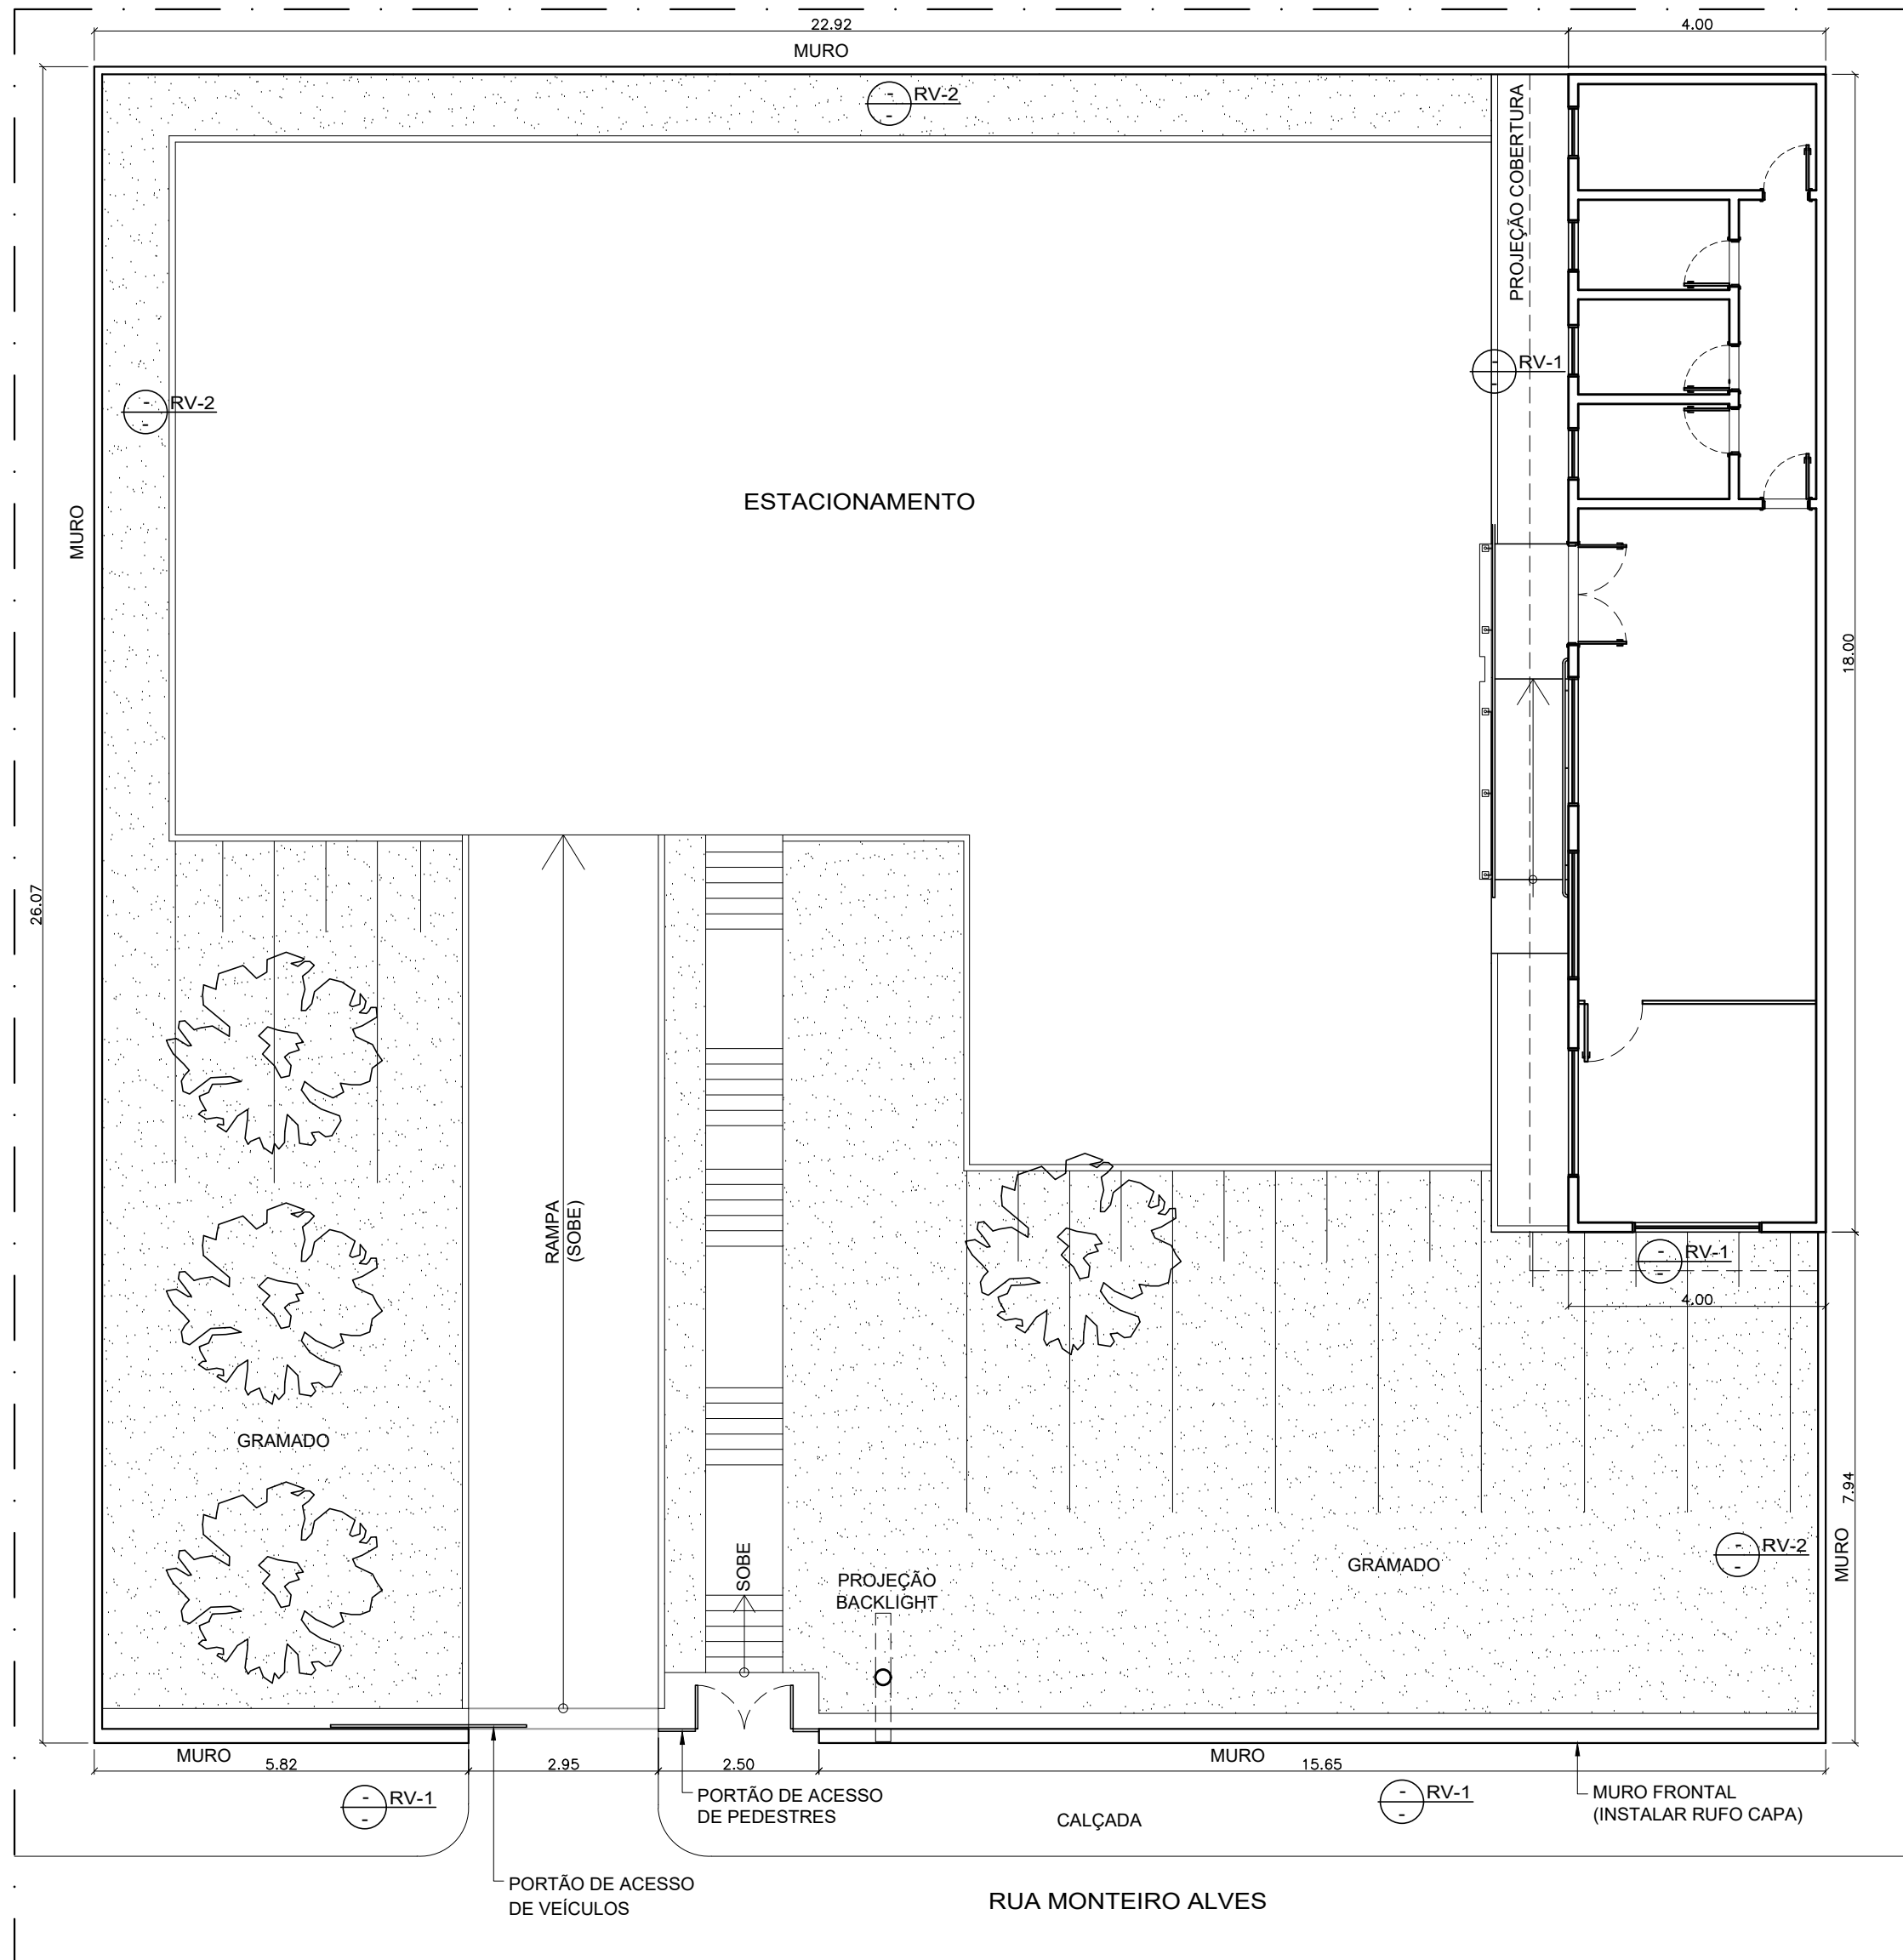 22.92
4.00
MURO
RV-2
PROJEÇÃO COBERTURA
RV-1
RV-2
ESTACIONAMENTO
MURO
18.00
26.07
RAMPA
(SOBE)
RV-1
4.00
GRAMADO
7.94
SOBE
PROJEÇÃO
BACKLIGHT
GRAMADO
RV-2
MURO
MURO
MURO
5.82
2.95
2.50
15.65
RV-1
PORTÃO DE ACESSO
DE PEDESTRES
CALÇADA
RV-1
MURO FRONTAL
(INSTALAR RUFO CAPA)
PORTÃO DE ACESSO
DE VEÍCULOS
RUA MONTEIRO ALVES